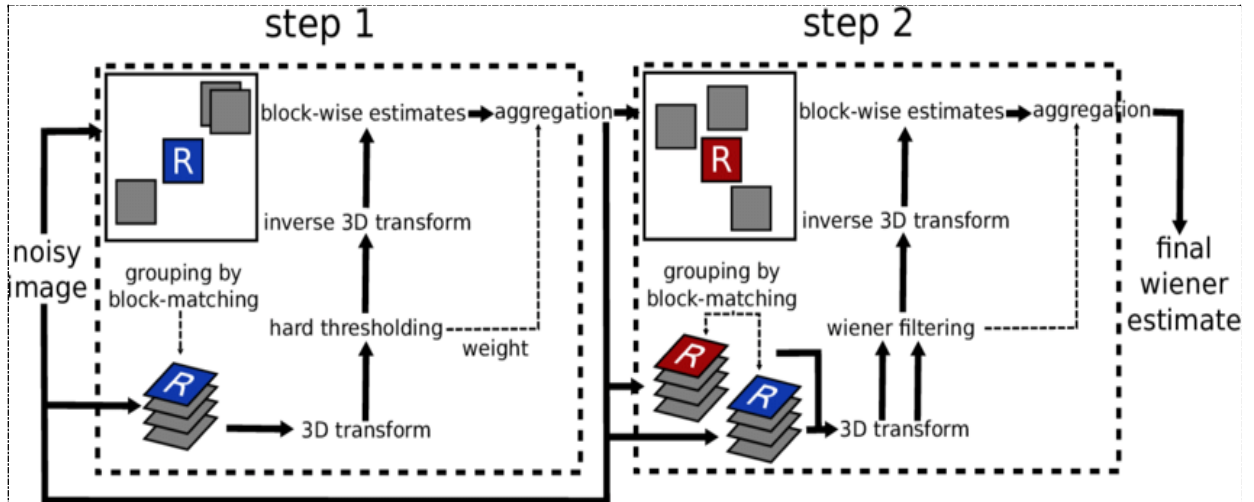 step 1
step 2
block-wise estimates
aggregation
R
inverse 3D transform
noisy
image
grouping by
block-matching
hard thresholding
weight
R
3D transform
block-wise estimates
aggregation
R
inverse 3D transform
grouping by
block-matching
wiener filtering
R
R
3D transform
final
wiener
estimate